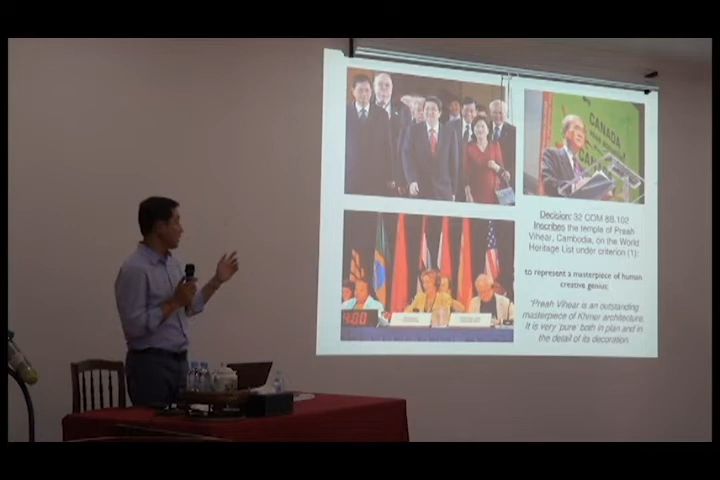 CANADA
CANA
4:00
Decision: 32 COM 8B.102
Inscribes the temple of Preah
Vihear, Cambodia, on the World
Heritage List under criterion (1):
to represent a masterpiece of human
creative genius:
'Preah Vihear is an outstanding
masterpiece of Khmer architecture.
It is very 'pure' both in plan and in
the detail of its decoration.